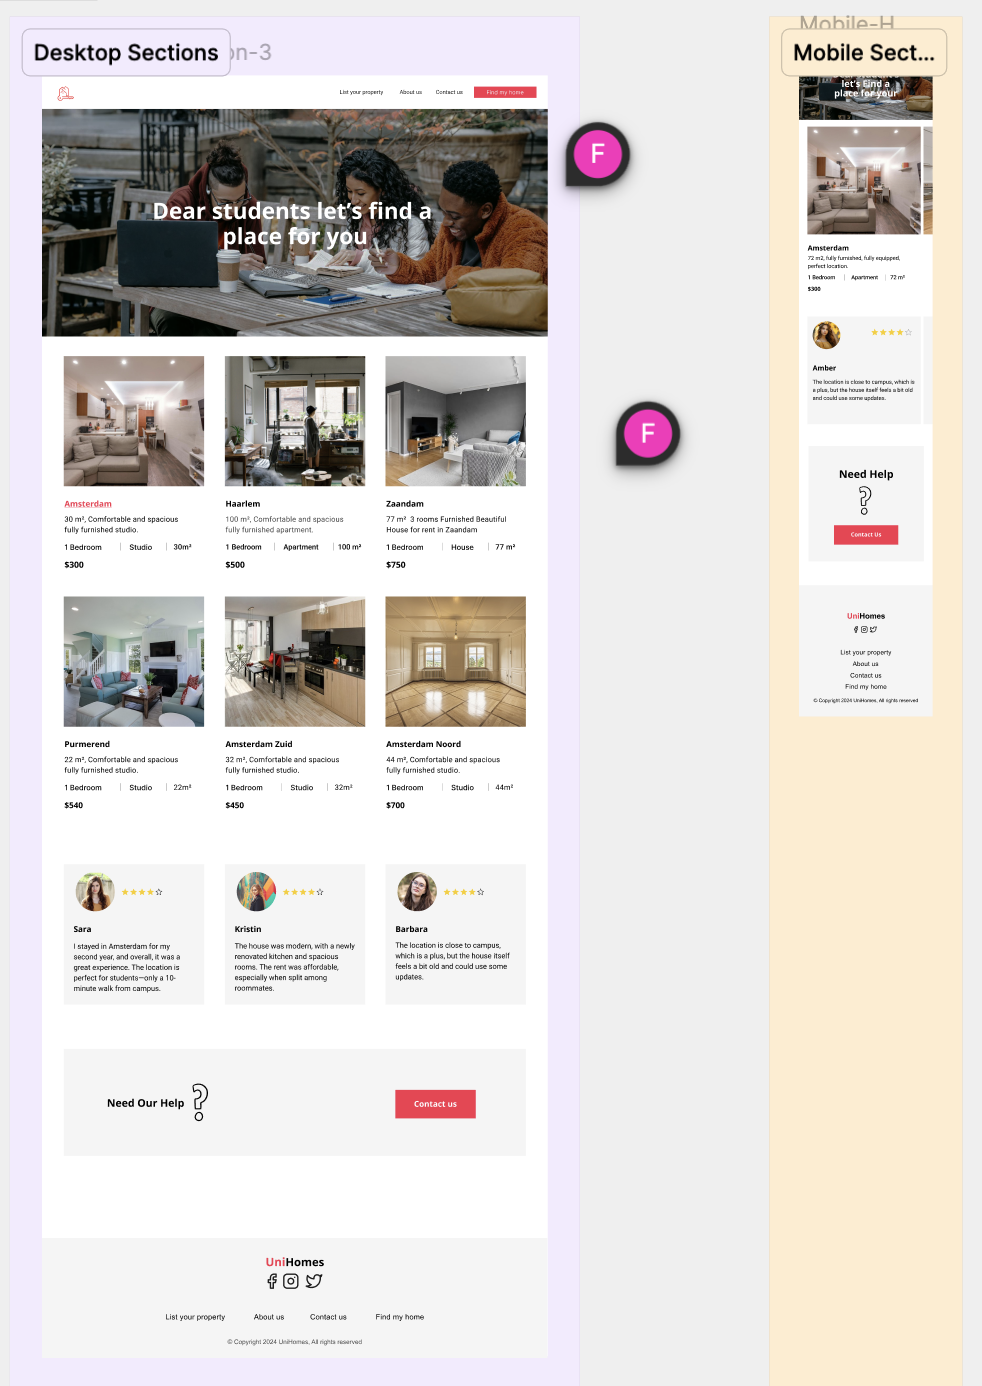 Desktop Sections
on-3
List your property
About us
Contact us
Find my home
Dear students let's find a
place for you
Amsterdam
30 m², Comfortable and spacious
fully furnished studio.
1 Bedroom
Studio
30m²
$300
Haarlem
100 m², Comfortable and spacious
fully furnished apartment.
1 Bedroom
Apartment
100 m²
$500
Zaandam
77 m² 3 rooms Furnished Beautiful
House for rent in Zaandam
1 Bedroom
House
77 m²
$750
Purmerend
22 m², Comfortable and spacious
fully furnished studio.
1 Bedroom
Studio
22m²
$540
Amsterdam Zuid
32 m², Comfortable and spacious
fully furnished studio.
1 Bedroom
Studio
32m²
$450
Amsterdam Noord
44 m², Comfortable and spacious
fully furnished studio.
1 Bedroom
Studio
44m²
$700
Sara
I stayed in Amsterdam for my
second year, and overall, it was a
great experience. The location is
perfect for students—only a 10-
minute walk from campus.
Kristin
The house was modern, with a newly
renovated kitchen and spacious
rooms. The rent was affordable,
especially when split among
roommates.
Barbara
The location is close to campus,
which is a plus, but the house itself
feels a bit old and could use some
updates.
Need Our Help
?
Contact us
UniHomes
List your property
About us
Contact us
Find my home
© Copyright 2024 UniHomes, All rights reserved
F
F
Mobile-H
Mobile Sect...
Dear students
let's Find a
place for your
Amsterdam
72 m2, fully furnished, fully equipped,
perfect location.
1 Bedroom
Apartment
72 m²
$300
Amber
The location is close to campus, which is
a plus, but the house itself feels a bit old
and could use some updates.
Need Help
?
Contact Us
UniHomes
List your property
About us
Contact us
Find my home
© Copyright 2024 UniHomes, All rights reserved